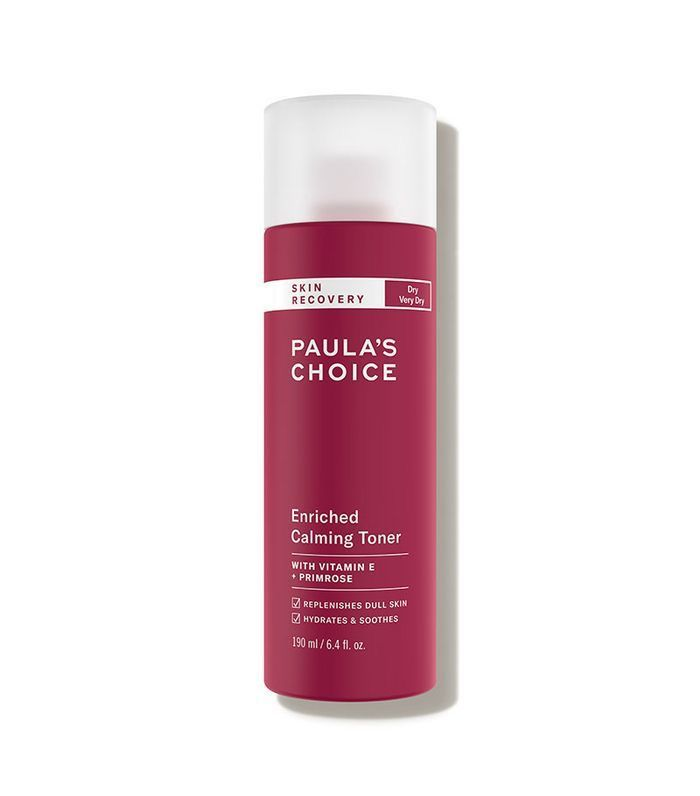 SKIN
RECOVERY
Dry
Very Dry
PAULA'S
CHOICE
Enriched
Calming Toner
WITH VITAMIN E
+ PRIMROSE
REPLENISHES DULL SKIN
HYDRATES & SOOTHES
190 ml / 6.4 fl. oz.